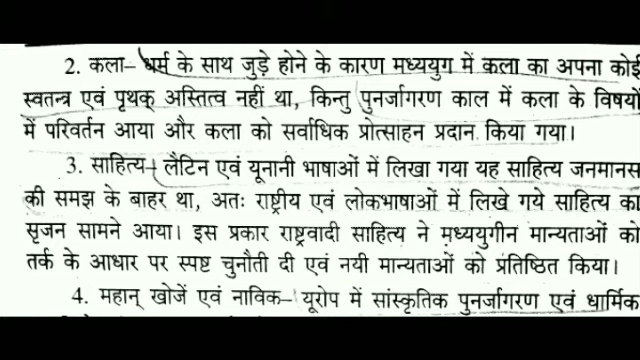 2. कला– धर्म के साथ जुड़े होने के कारण मध्ययुग में कला का अपना कोई
स्वतन्त्र एवं पृथक् अस्तित्व नहीं था, किन्तु पुनर्जागरण काल में कला के विषयों
में परिवर्तन आया और कला को सर्वाधिक प्रोत्साहन प्रदान किया गया।
3. साहित्य– लैटिन एवं यूनानी भाषाओं में लिखा गया यह साहित्य जनमानस
की समझ के बाहर था, अतः राष्ट्रीय एवं लोकभाषाओं में लिखे गये साहित्य का
सृजन सामने आया। इस प्रकार राष्ट्रवादी साहित्य ने मध्ययुगीन मान्यताओं को
तर्क के आधार पर स्पष्ट चुनौती दी एवं नयी मान्यताओं को प्रतिष्ठित किया।
4. महान् खोजें एवं नाविक– यूरोप में सांस्कृतिक पुनर्जागरण एवं धार्मिक